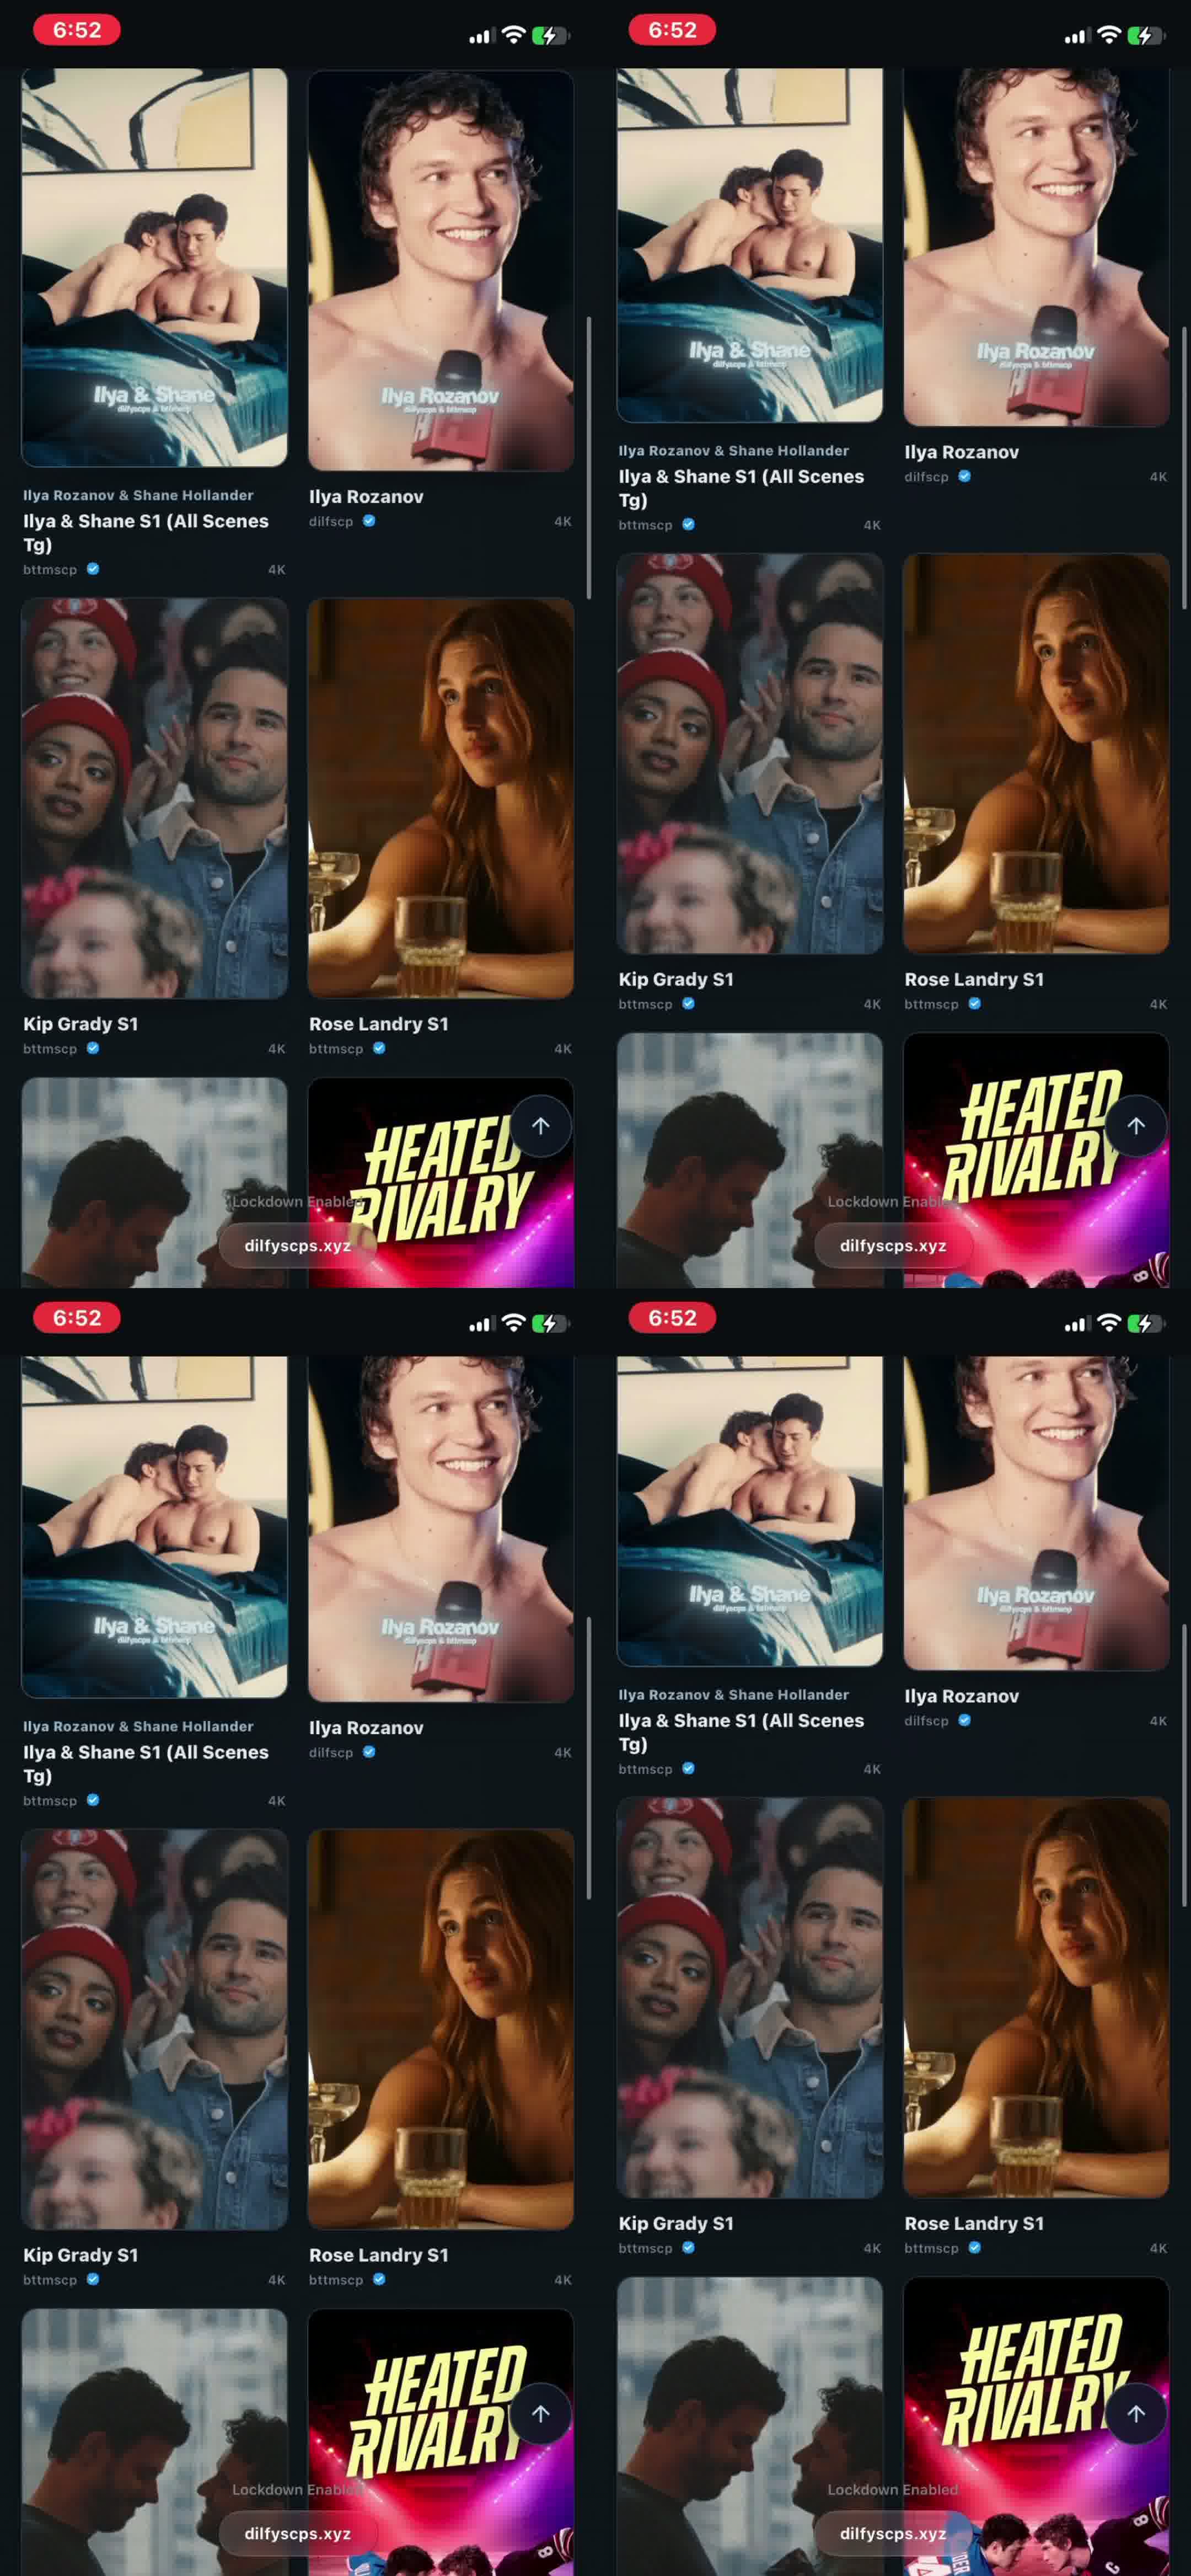 6:52
Ilya & Shane
Ilya Rozanov
Ilya Rozanov & Shane Hollander
Ilya & Shane S1 (All Scenes
Tg)
bttmscp
4K
Ilya Rozanov
dilfscp
4K
Kip Grady S1
bttmscp
4K
Rose Landry S1
bttmscp
4K
HEATED
RIVALRY
Lockdown Enabled
dilfyscps.xyz
6:52
Ilya & Shane
Ilya Rozanov
Ilya Rozanov & Shane Hollander
Ilya & Shane S1 (All Scenes
Tg)
bttmscp
4K
Ilya Rozanov
dilfscp
4K
Kip Grady S1
bttmscp
4K
Rose Landry S1
bttmscp
4K
HEATED
RIVALRY
Lockdown Enabled
dilfyscps.xyz
6:52
Ilya & Shane
Ilya Rozanov
Ilya Rozanov & Shane Hollander
Ilya & Shane S1 (All Scenes
Tg)
bttmscp
4K
Ilya Rozanov
dilfscp
4K
Kip Grady S1
bttmscp
4K
Rose Landry S1
bttmscp
4K
HEATED
RIVALRY
Lockdown Enabled
dilfyscps.xyz
6:52
Ilya & Shane
Ilya Rozanov
Ilya Rozanov & Shane Hollander
Ilya & Shane S1 (All Scenes
Tg)
bttmscp
4K
Ilya Rozanov
dilfscp
4K
Kip Grady S1
bttmscp
4K
Rose Landry S1
bttmscp
4K
HEATED
RIVALRY
Lockdown Enabled
dilfyscps.xyz